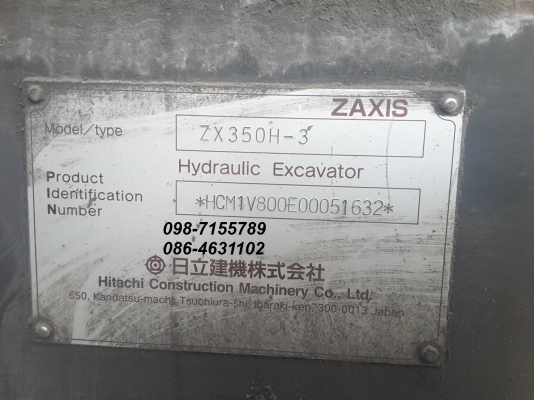 ZAXIS
Model/type ZX350H-3
Hydraulic Excavator
Product
Identification *HCM1V800E00051632*
Number
098-7155789
086-4631102
日立建機株式会社
Hitachi Construction Machinery Co., Ltd.
650, Kandatsu-machi, Tsuchiura-shi, Ibaraki-ken, 300-0013 Japan